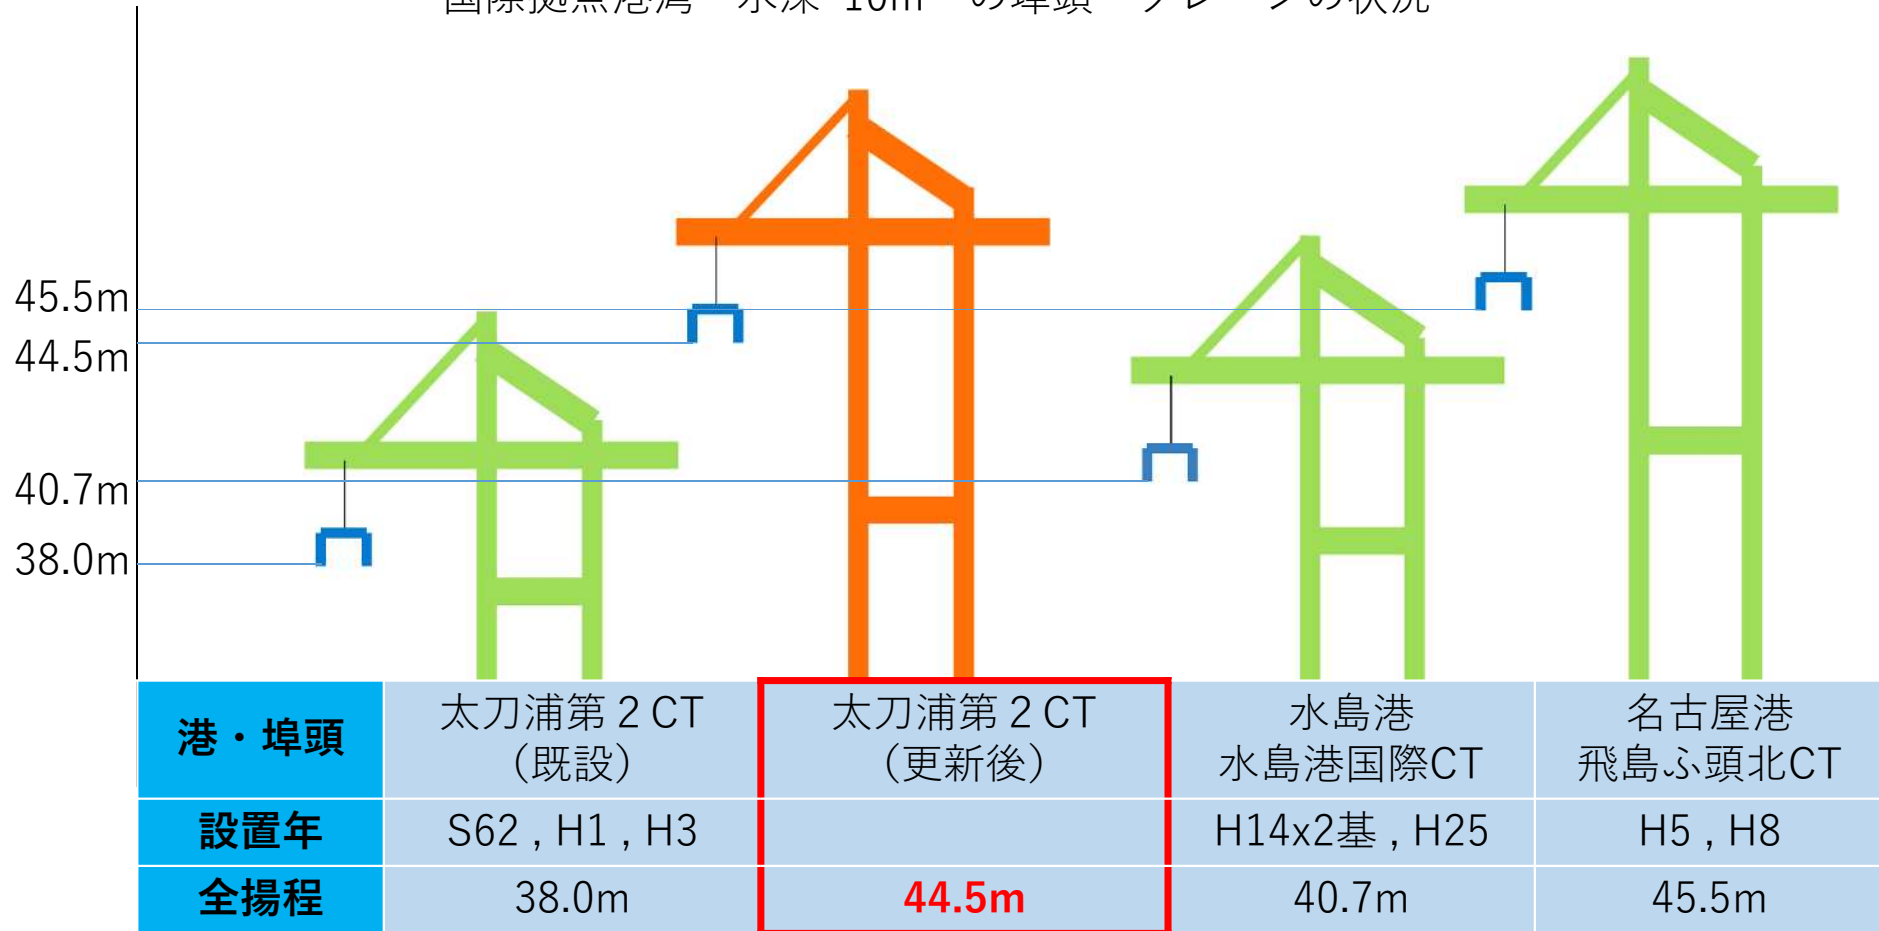 45.5m
44.5m
40.7m
38.0m
港・埠頭
太刀浦第2CT
（既設）
太刀浦第2CT
（更新後）
水島港
水島港国際CT
名古屋港
飛島ふ頭北CT
設置年
S62 , H1 , H3
H14x2基 , H25
H5 , H8
全揚程
38.0m
44.5m
40.7m
45.5m